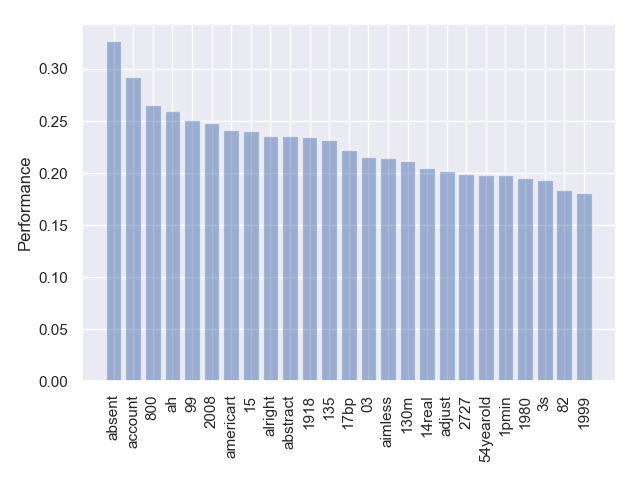 0.30
0.25
0.20
0.15
0.10
0.05
0.00
Performance
absent
account
800
ah
99
2008
americart
15
alright
abstract
1918
135
17bp
03
aimless
130m
14real
adjust
2727
54yearold
1pmin
1980
3s
82
1999